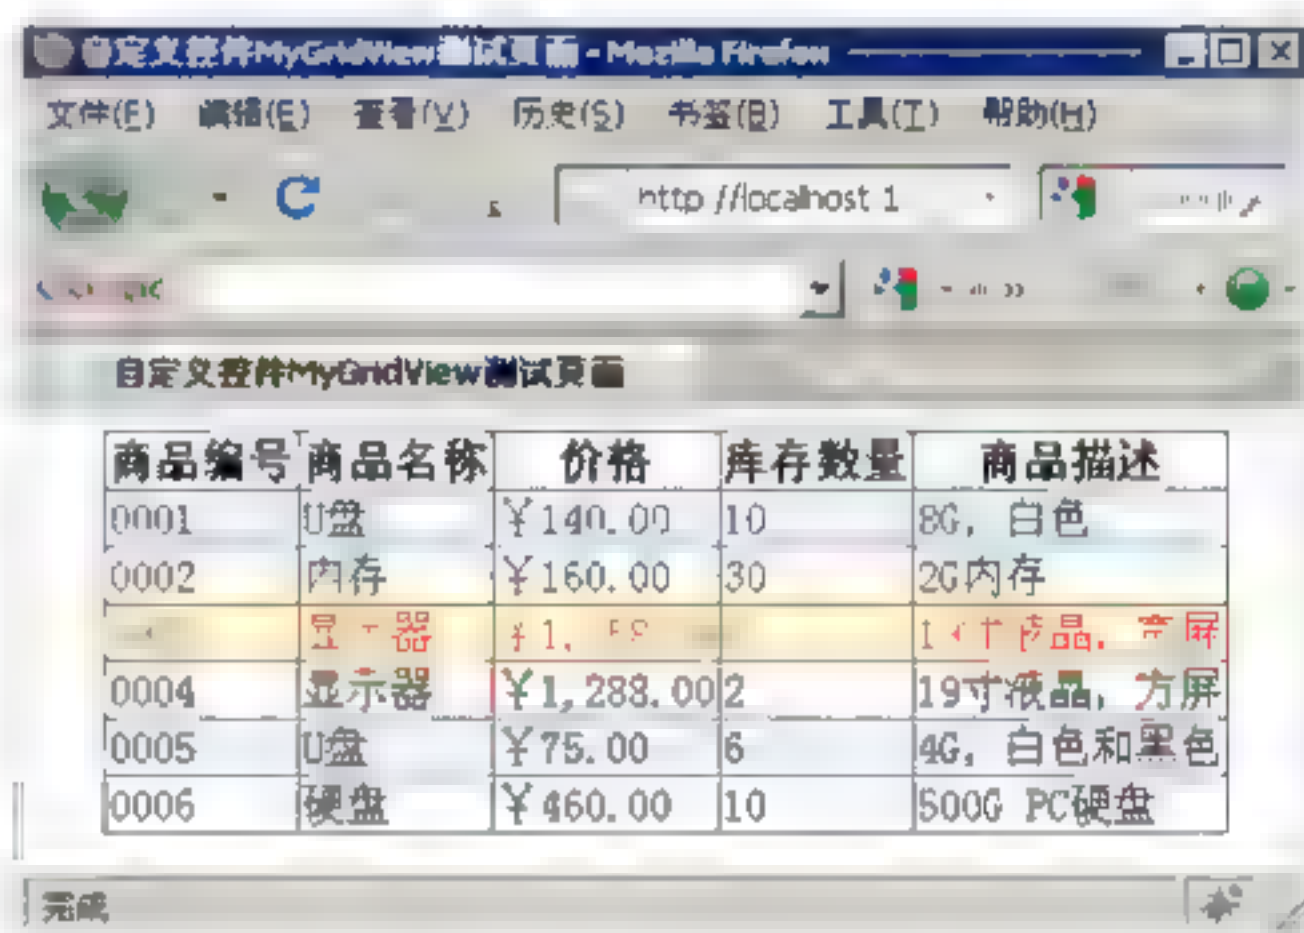 自定义控件MyGridView测试页面 - Mozilla Firefox
文件(F) 编辑(E) 查看(V) 历史(S) 书签(B) 工具(T) 帮助(H)
http //localhost 1
自定义控件MyGridView测试页面
商品编号 商品名称 价格 库存数量 商品描述
0001 U盘 ¥140.00 10 8G, 白色
0002 内存 ¥160.00 30 2G内存
显示器
0004 显示器 ¥1,288.00 2 19寸液晶, 方屏
0005 U盘 ¥75.00 6 4G, 白色和黑色
0006 硬盘 ¥460.00 10 500G PC硬盘
完成